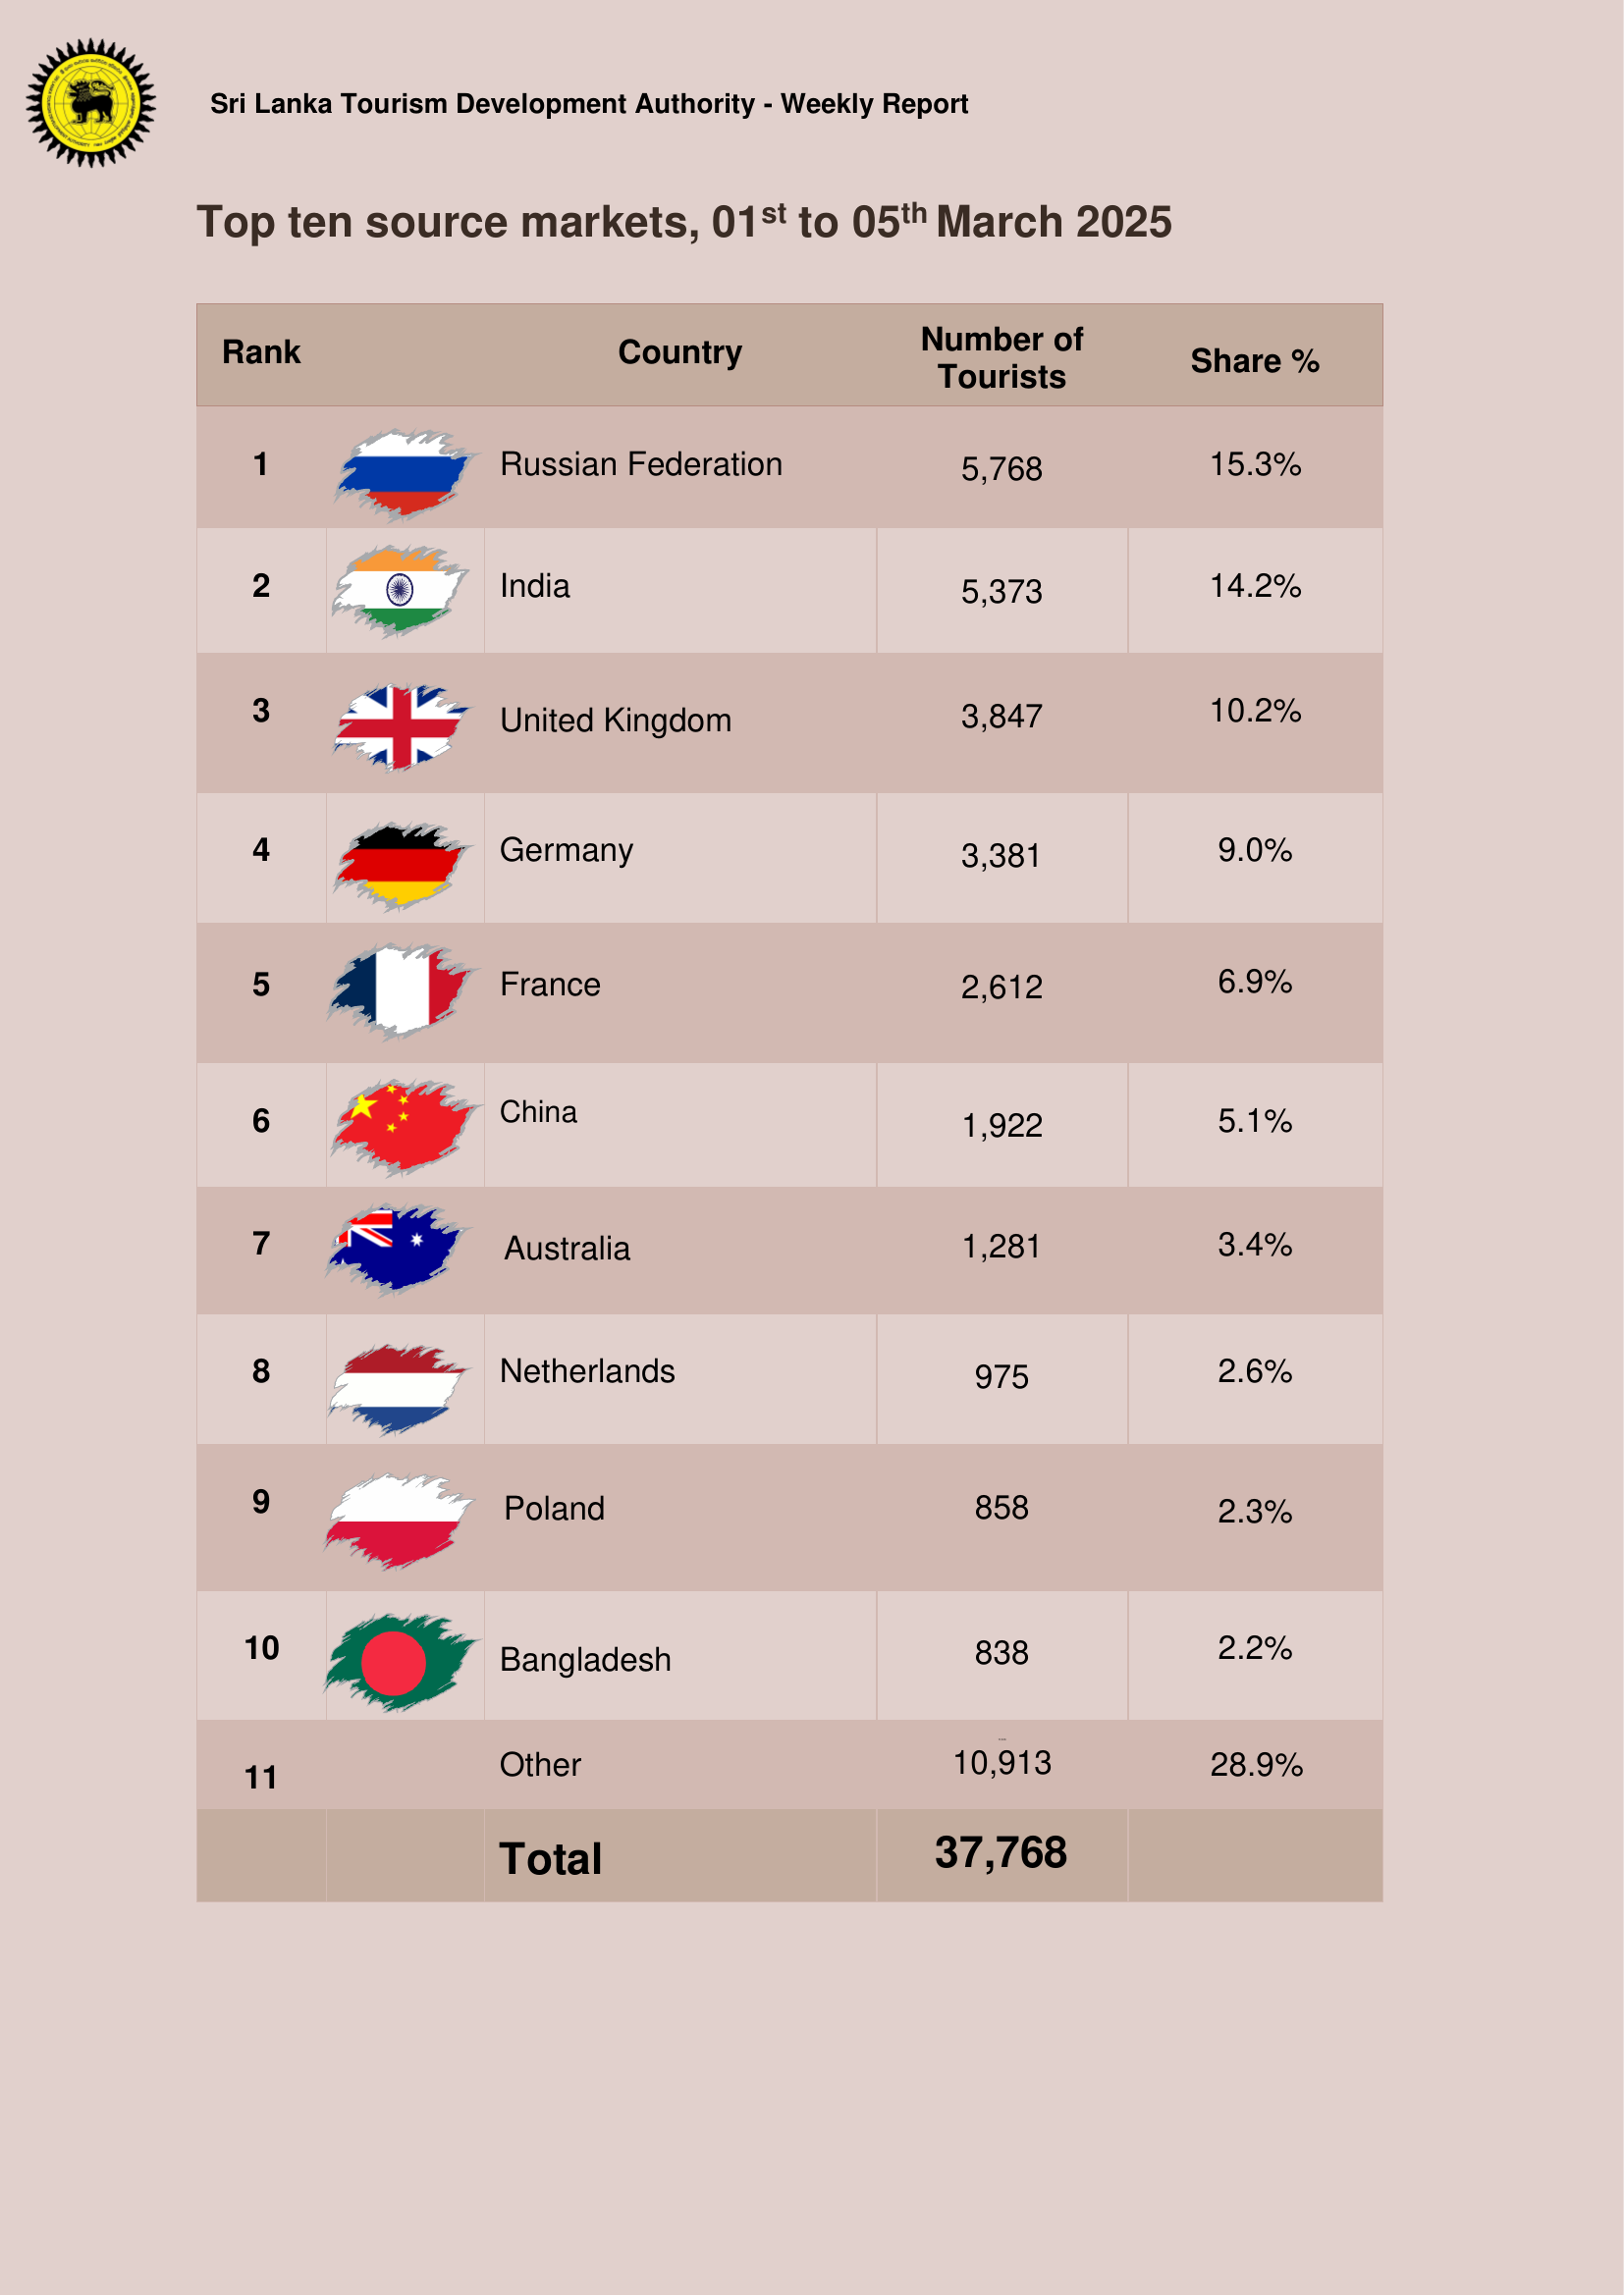 Sri Lanka Tourism Development Authority - Weekly Report
Top ten source markets, 01st to 05th March 2025
Rank Country Number of Tourists Share %
1 Russian Federation 5,768 15.3%
2 India 5,373 14.2%
3 United Kingdom 3,847 10.2%
4 Germany 3,381 9.0%
5 France 2,612 6.9%
6 China 1,922 5.1%
7 Australia 1,281 3.4%
8 Netherlands 975 2.6%
9 Poland 858 2.3%
10 Bangladesh 838 2.2%
11 Other 10,913 28.9%
Total 37,768